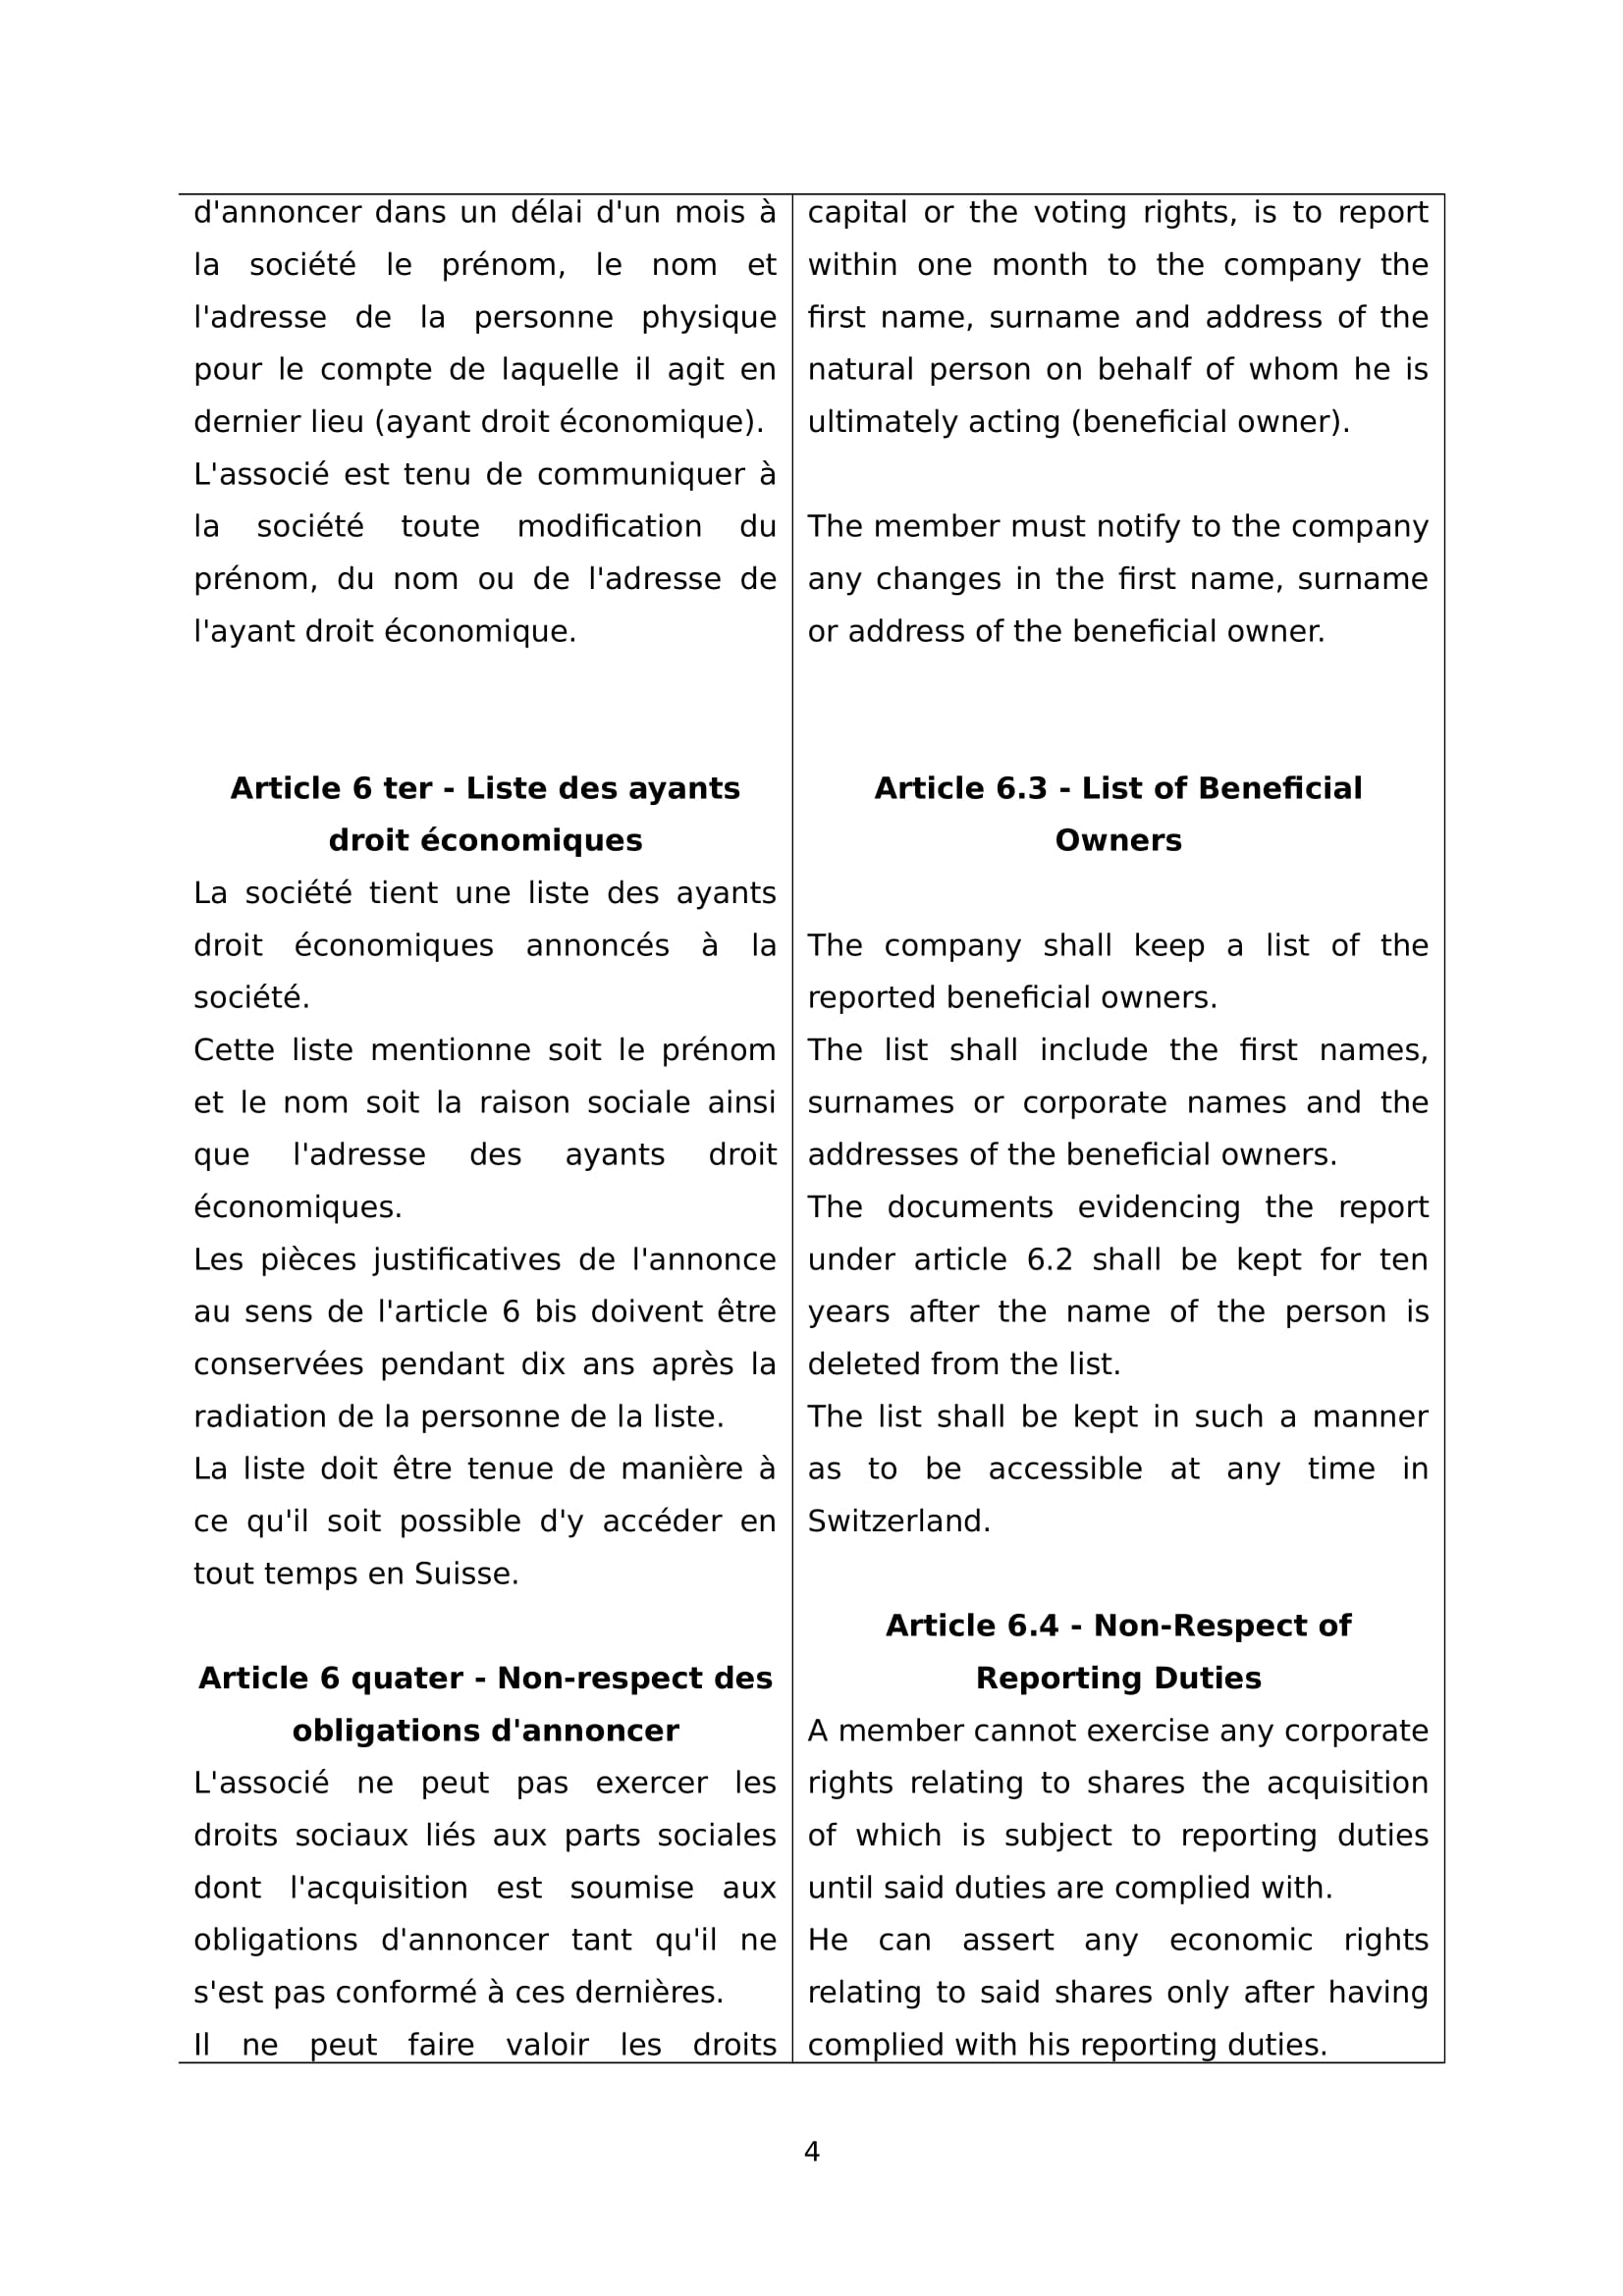 d'annoncer dans un délai d'un mois à
la société le prénom, le nom et
l'adresse de la personne physique
pour le compte de laquelle il agit en
dernier lieu (ayant droit économique).
L'associé est tenu de communiquer à
la société toute modification du
prénom, du nom ou de l'adresse de
l'ayant droit économique.
Article 6 ter - Liste des ayants
droit économiques
La société tient une liste des ayants
droit économiques annoncés à la
société.
Cette liste mentionne soit le prénom
et le nom soit la raison sociale ainsi
que l'adresse des ayants droit
économiques.
Les pièces justificatives de l'annonce
au sens de l'article 6 bis doivent être
conservées pendant dix ans après la
radiation de la personne de la liste.
La liste doit être tenue de manière à
ce qu'il soit possible d'y accéder en
tout temps en Suisse.
Article 6 quater - Non-respect des
obligations d'annoncer
L'associé ne peut pas exercer les
droits sociaux liés aux parts sociales
dont l'acquisition est soumise aux
obligations d'annoncer tant qu'il ne
s'est pas conformé à ces dernières.
Il ne peut faire valoir les droits
capital or the voting rights, is to report
within one month to the company the
first name, surname and address of the
natural person on behalf of whom he is
ultimately acting (beneficial owner).
The member must notify to the company
any changes in the first name, surname
or address of the beneficial owner.
Article 6.3 - List of Beneficial
Owners
The company shall keep a list of the
reported beneficial owners.
The list shall include the first names,
surnames or corporate names and the
addresses of the beneficial owners.
The documents evidencing the report
under article 6.2 shall be kept for ten
years after the name of the person is
deleted from the list.
The list shall be kept in such a manner
as to be accessible at any time in
Switzerland.
Article 6.4 - Non-Respect of
Reporting Duties
A member cannot exercise any corporate
rights relating to shares the acquisition
of which is subject to reporting duties
until said duties are complied with.
He can assert any economic rights
relating to said shares only after having
complied with his reporting duties.
4